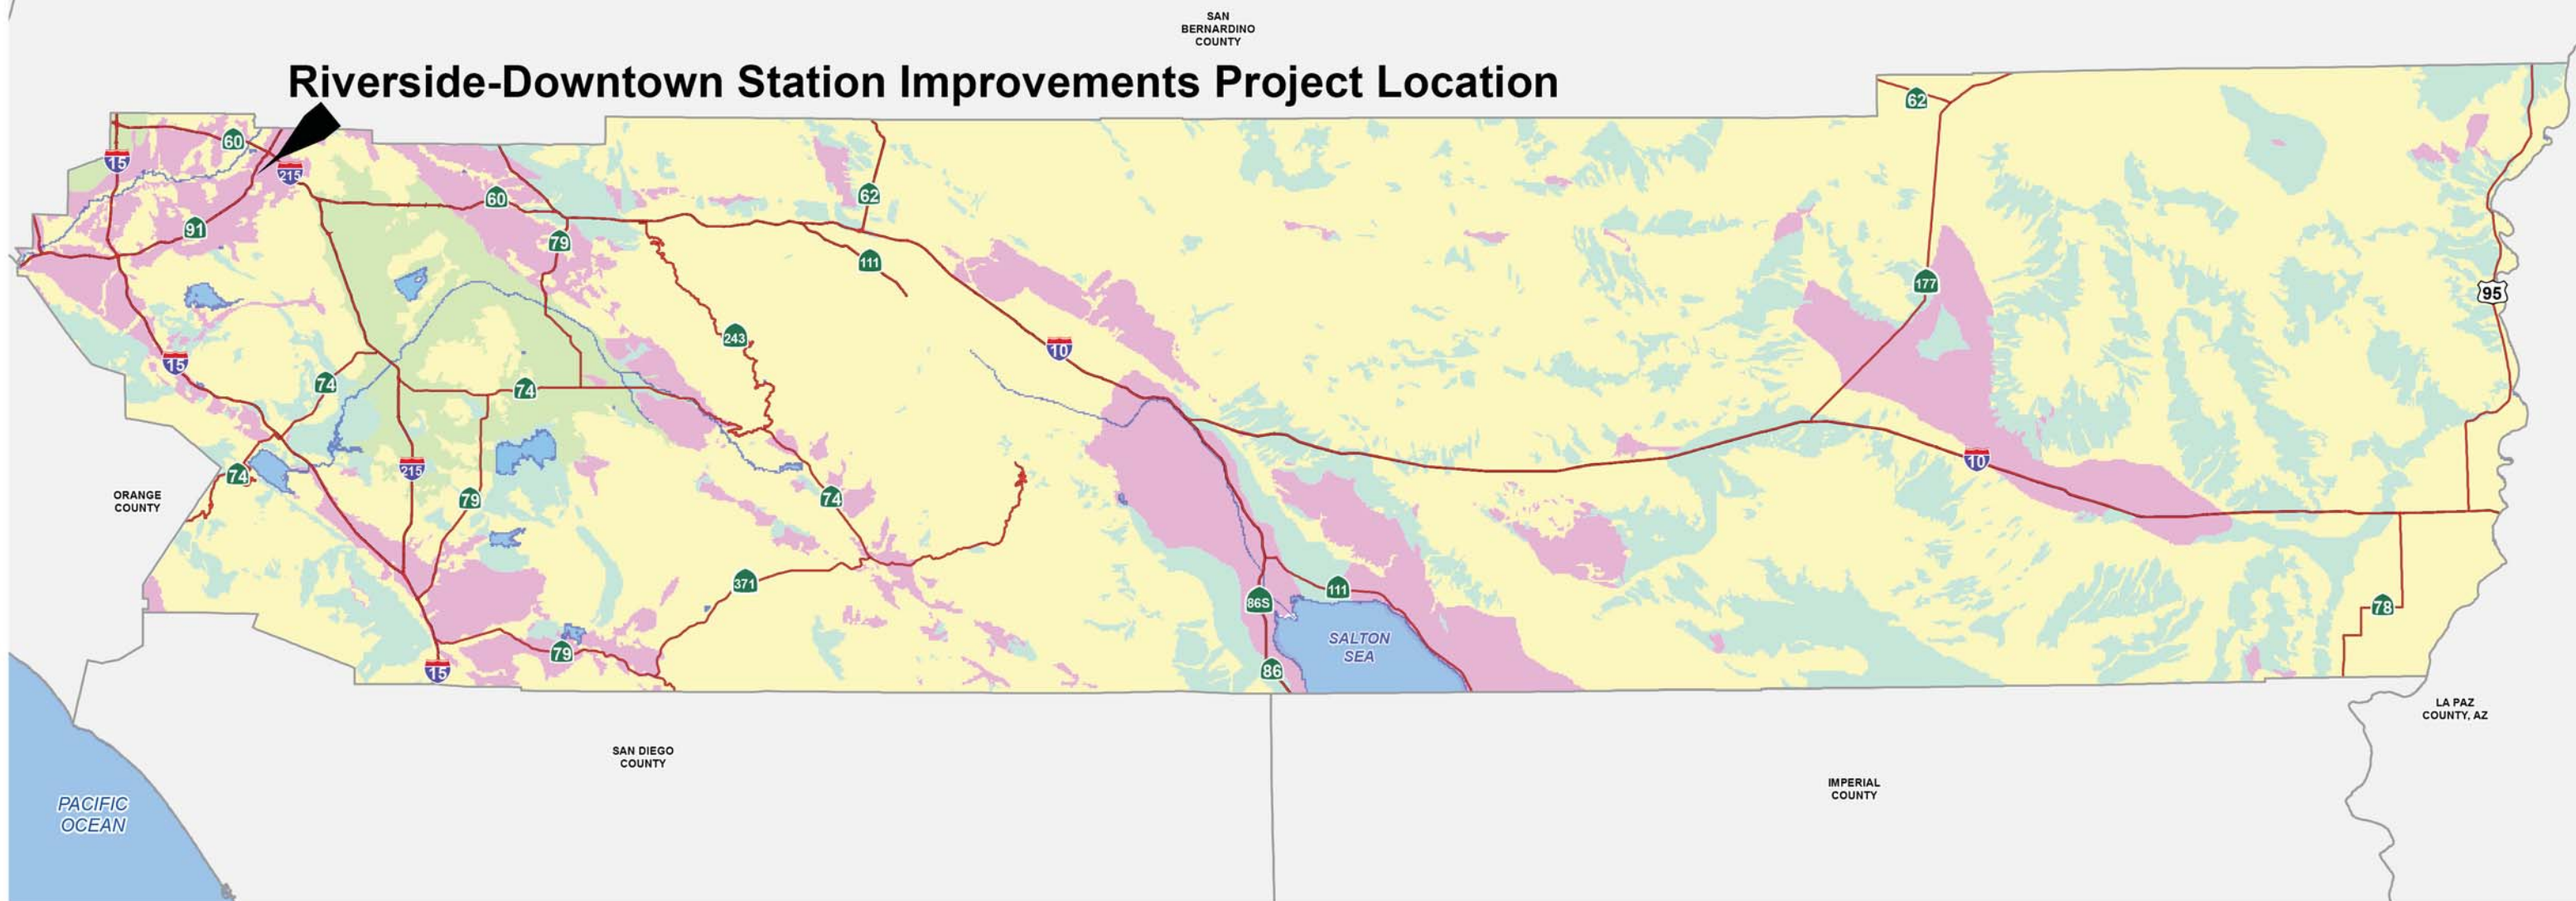 SAN
BERNARDINO
COUNTY
Riverside-Downtown Station Improvements Project Location
62
60
15
215
60
62
91
79
111
177
95
243
10
15
74
74
10
74
215
79
74
ORANGE
COUNTY
371
111
86S
78
SALTON
SEA
79
15
86
LA PAZ
COUNTY, AZ
SAN DIEGO
COUNTY
IMPERIAL
COUNTY
PACIFIC
OCEAN